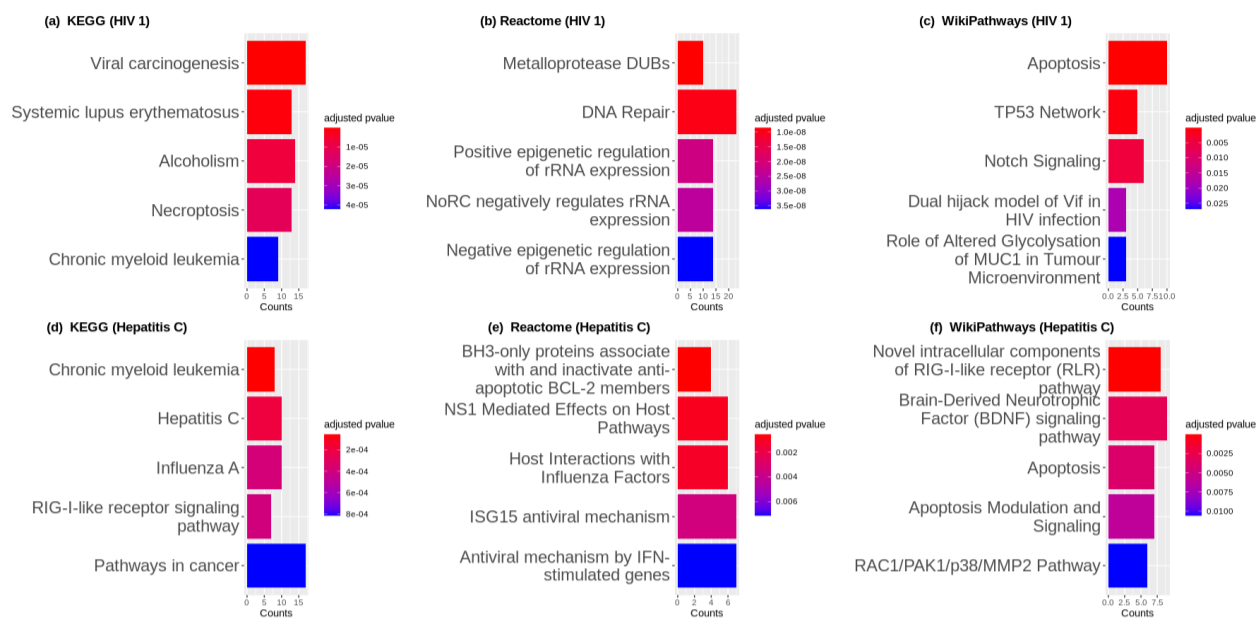 (a) KEGG (HIV 1)
Viral carcinogenesis
Systemic lupus erythematosus
Alcoholism
Necroptosis
Chronic myeloid leukemia
0 5 10 15
Counts
adjusted pvalue
1e-05
2e-05
3e-05
4e-05
(b) Reactome (HIV 1)
Metalloprotease DUBs
DNA Repair
Positive epigenetic regulation
of rRNA expression
NoRC negatively regulates rRNA
expression
Negative epigenetic regulation
of rRNA expression
0 5 10 15 20
Counts
adjusted pvalue
1.0e-08
1.5e-08
2.0e-08
2.5e-08
3.0e-08
3.5e-08
(c) WikiPathways (HIV 1)
Apoptosis
TP53 Network
Notch Signaling
Dual hijack model of Vif in
HIV infection
Role of Altered Glycolysation
of MUC1 in Tumour
Microenvironment
0.0 2.5 5.0 7.5 10.0
Counts
adjusted pvalue
0.005
0.010
0.015
0.020
0.025
(d) KEGG (Hepatitis C)
Chronic myeloid leukemia
Hepatitis C
Influenza A
RIG-I-like receptor signaling
pathway
Pathways in cancer
0 5 10 15
Counts
adjusted pvalue
2e-04
4e-04
6e-04
8e-04
(e) Reactome (Hepatitis C)
BH3-only proteins associate
with and inactivate anti-
apoptotic BCL-2 members
NS1 Mediated Effects on Host
Pathways
Host Interactions with
Influenza Factors
ISG15 antiviral mechanism
Antiviral mechanism by IFN-
stimulated genes
0 2 4 6
Counts
adjusted pvalue
0.002
0.004
0.006
(f) WikiPathways (Hepatitis C)
Novel intracellular components
of RIG-I-like receptor (RLR)
pathway
Brain-Derived Neurotrophic
Factor (BDNF) signaling
pathway
Apoptosis
Apoptosis Modulation and
Signaling
RAC1/PAK1/p38/MMP2 Pathway
0.0 2.5 5.0 7.5
Counts
adjusted pvalue
0.0025
0.0050
0.0075
0.0100